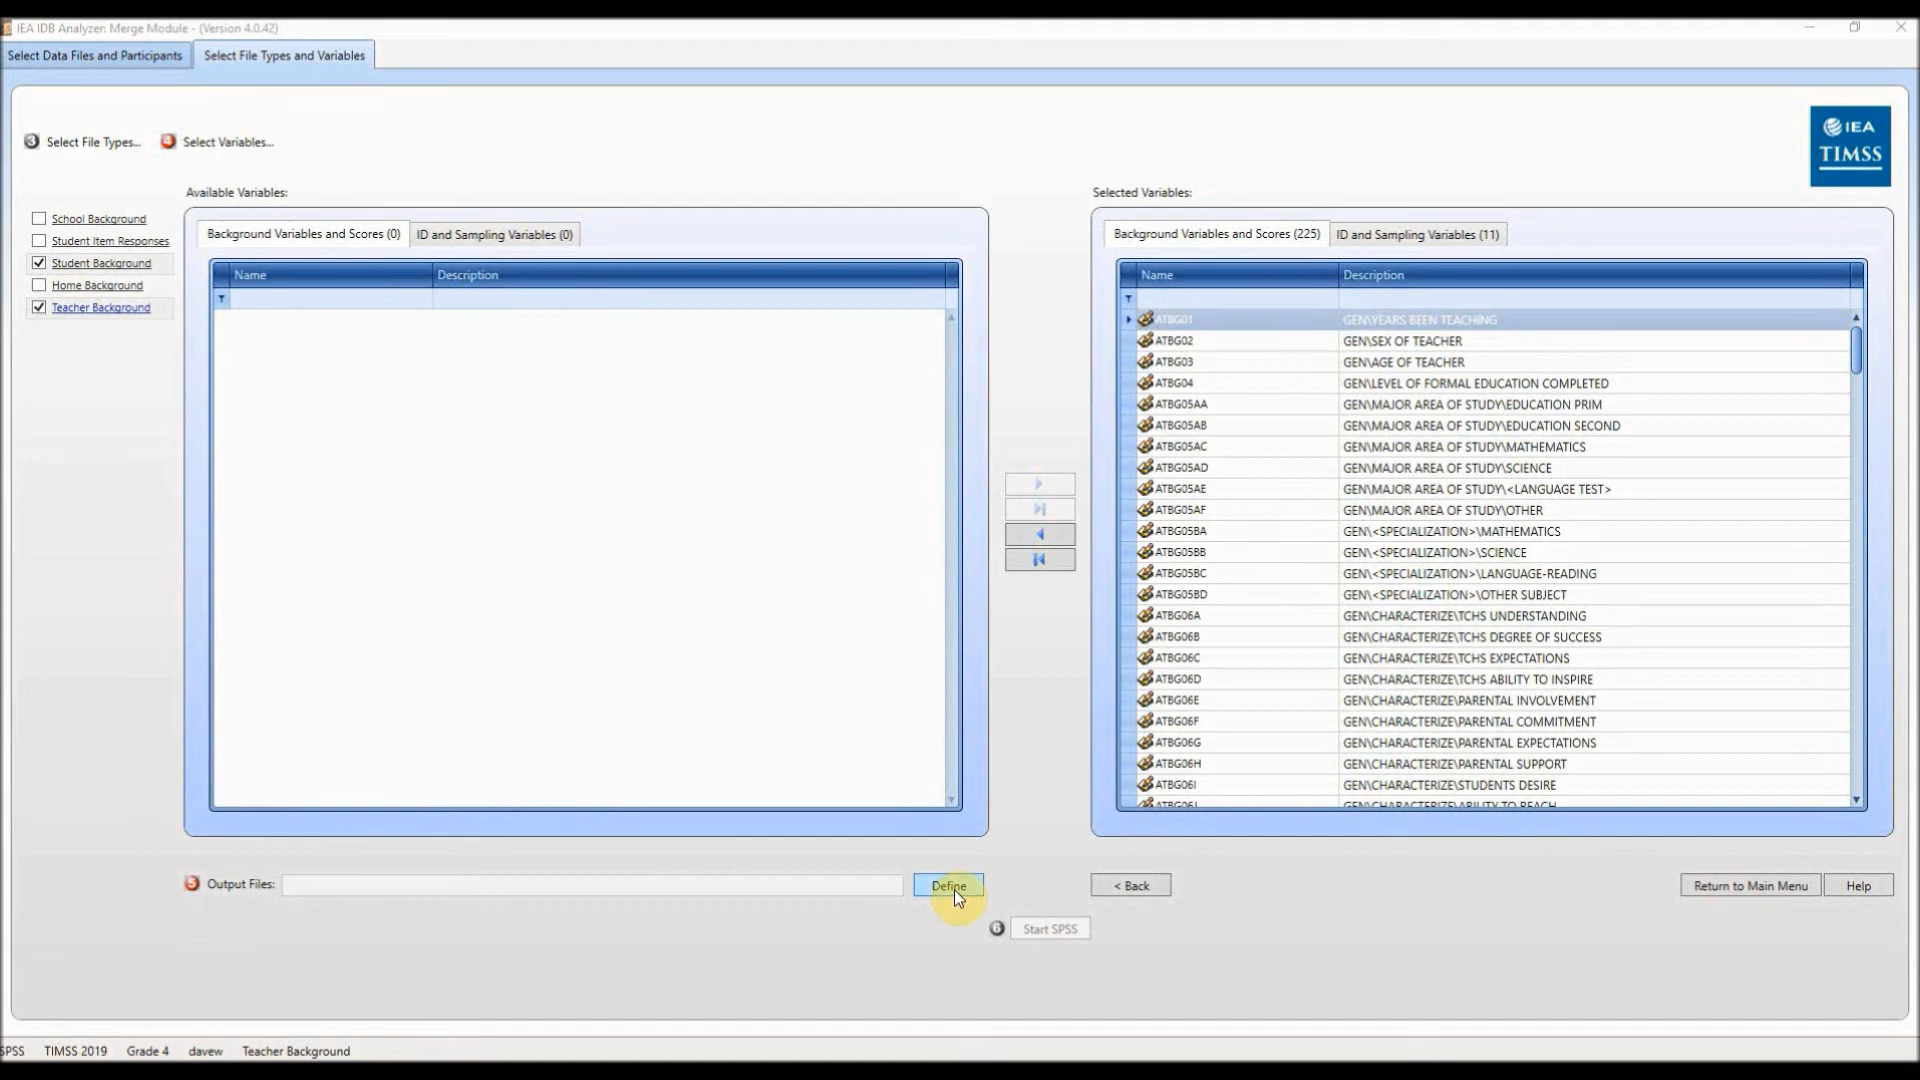 IEA IDB Analyzer: Merge Module - (Version 4.0.42)
Select Data Files and Participants
Select File Types and Variables
3 Select File Types...
4 Select Variables...
IEA
TIMSS
Available Variables:
Selected Variables:
School Background
Student Item Responses
Student Background
Home Background
Teacher Background
Background Variables and Scores (0)
ID and Sampling Variables (0)
Name Description
Background Variables and Scores (225)
ID and Sampling Variables (11)
Name Description
ATBG01 GEN\YEARS BEEN TEACHING
ATBG02 GEN\SEX OF TEACHER
ATBG03 GEN\AGE OF TEACHER
ATBG04 GEN\LEVEL OF FORMAL EDUCATION COMPLETED
ATBG05AA GEN\MAJOR AREA OF STUDY\EDUCATION PRIM
ATBG05AB GEN\MAJOR AREA OF STUDY\EDUCATION SECOND
ATBG05AC GEN\MAJOR AREA OF STUDY\MATHEMATICS
ATBG05AD GEN\MAJOR AREA OF STUDY\SCIENCE
ATBG05AE GEN\MAJOR AREA OF STUDY\<LANGUAGE TEST>
ATBG05AF GEN\MAJOR AREA OF STUDY\OTHER
ATBG05BA GEN\<SPECIALIZATION>\MATHEMATICS
ATBG05BB GEN\<SPECIALIZATION>\SCIENCE
ATBG05BC GEN\<SPECIALIZATION>\LANGUAGE-READING
ATBG05BD GEN\<SPECIALIZATION>\OTHER SUBJECT
ATBG06A GEN\CHARACTERIZE\TCHS UNDERSTANDING
ATBG06B GEN\CHARACTERIZE\TCHS DEGREE OF SUCCESS
ATBG06C GEN\CHARACTERIZE\TCHS EXPECTATIONS
ATBG06D GEN\CHARACTERIZE\TCHS ABILITY TO INSPIRE
ATBG06E GEN\CHARACTERIZE\PARENTAL INVOLVEMENT
ATBG06F GEN\CHARACTERIZE\PARENTAL COMMITMENT
ATBG06G GEN\CHARACTERIZE\PARENTAL EXPECTATIONS
ATBG06H GEN\CHARACTERIZE\PARENTAL SUPPORT
ATBG06I GEN\CHARACTERIZE\STUDENTS DESIRE
ATBG06J GEN\CHARACTERIZE\ABILITY TO REACH
5 Output Files:
Define
< Back
Return to Main Menu
Help
6 Start SPSS
SPSS TIMSS 2019 Grade 4 davew Teacher Background